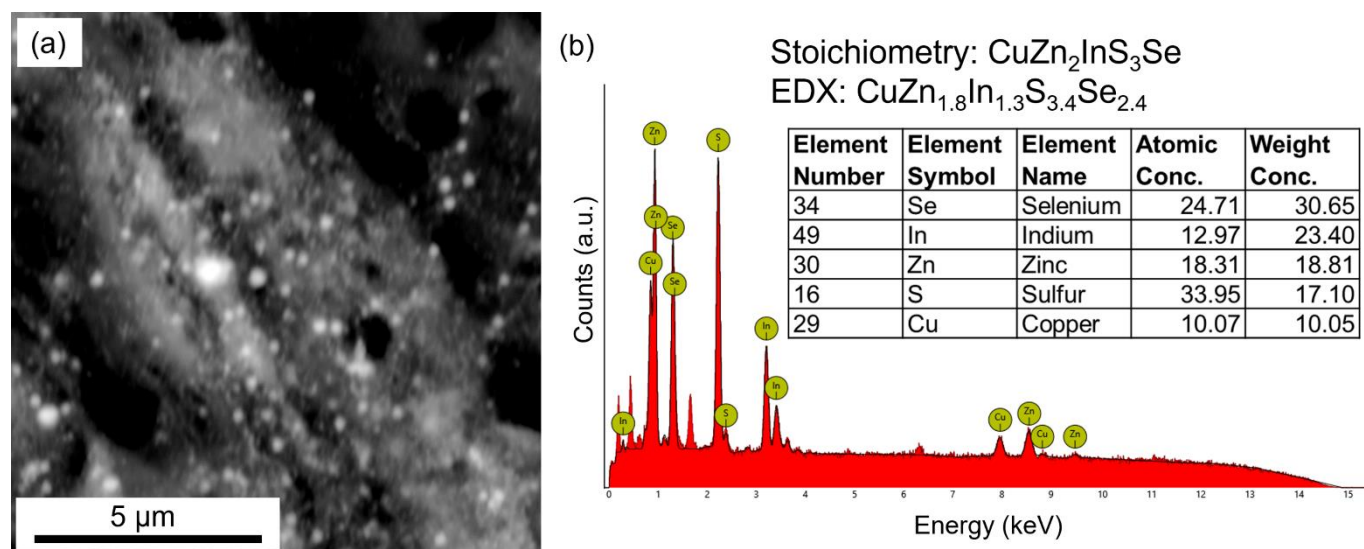 (a)
5 µm
(b)
Stoichiometry: CuZn₂InS₃Se
EDX: CuZn₁.₈In₁.₃S₃.₄Se₂.₄
Element Number Element Symbol Element Name Atomic Conc. Weight Conc.
34 Se Selenium 24.71 30.65
49 In Indium 12.97 23.40
30 Zn Zinc 18.31 18.81
16 S Sulfur 33.95 17.10
29 Cu Copper 10.07 10.05
Zn
S
Zn
Se
Cu
Se
In
In
S
In
Cu
Zn
Cu
Zn
Counts (a.u.)
0 1 2 3 4 5 6 7 8 9 10 11 12 13 14 15
Energy (keV)